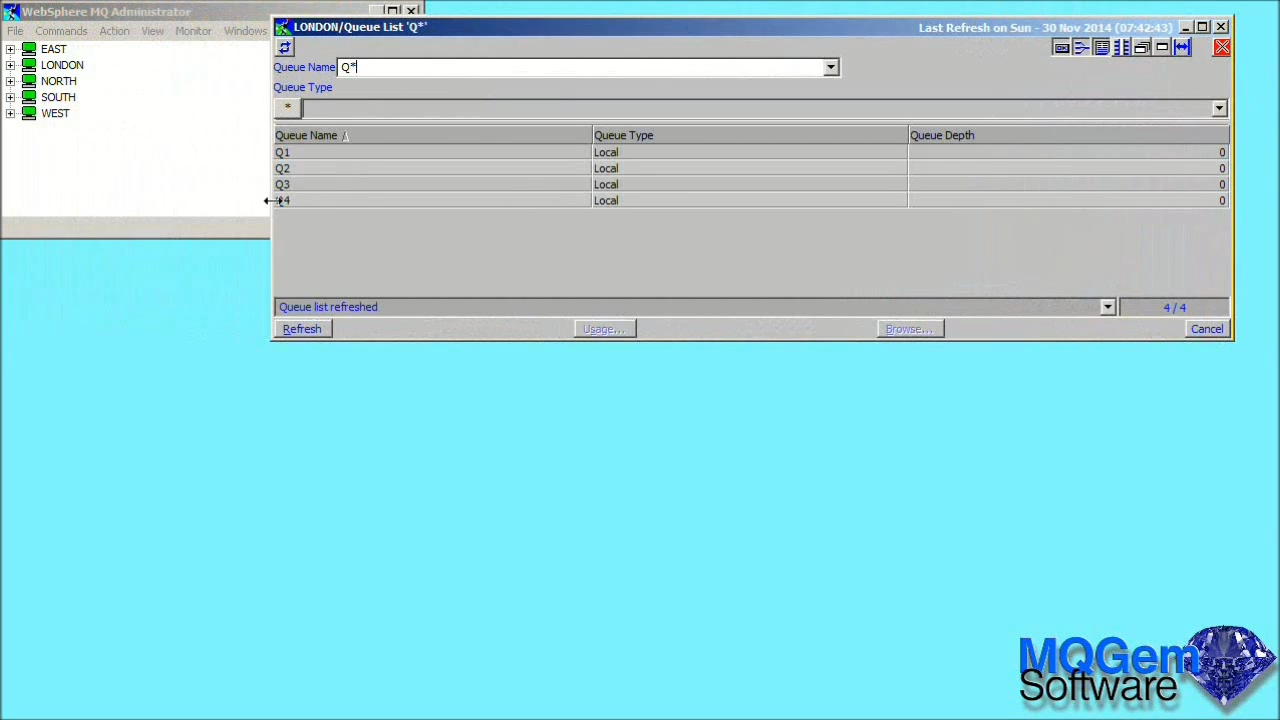 WebSphere MQ Administrator
File Commands Action View Monitor Windows
EAST
LONDON
NORTH
SOUTH
WEST
LONDON/Queue List 'Q*' Last Refresh on Sun - 30 Nov 2014 (07:42:43)
Queue Name Q*
Queue Type
*
Queue Name Queue Type Queue Depth
Q1 Local 0
Q2 Local 0
Q3 Local 0
Q4 Local 0
Queue list refreshed 4 / 4
Refresh Usage... Browse... Cancel
MQGem
Software